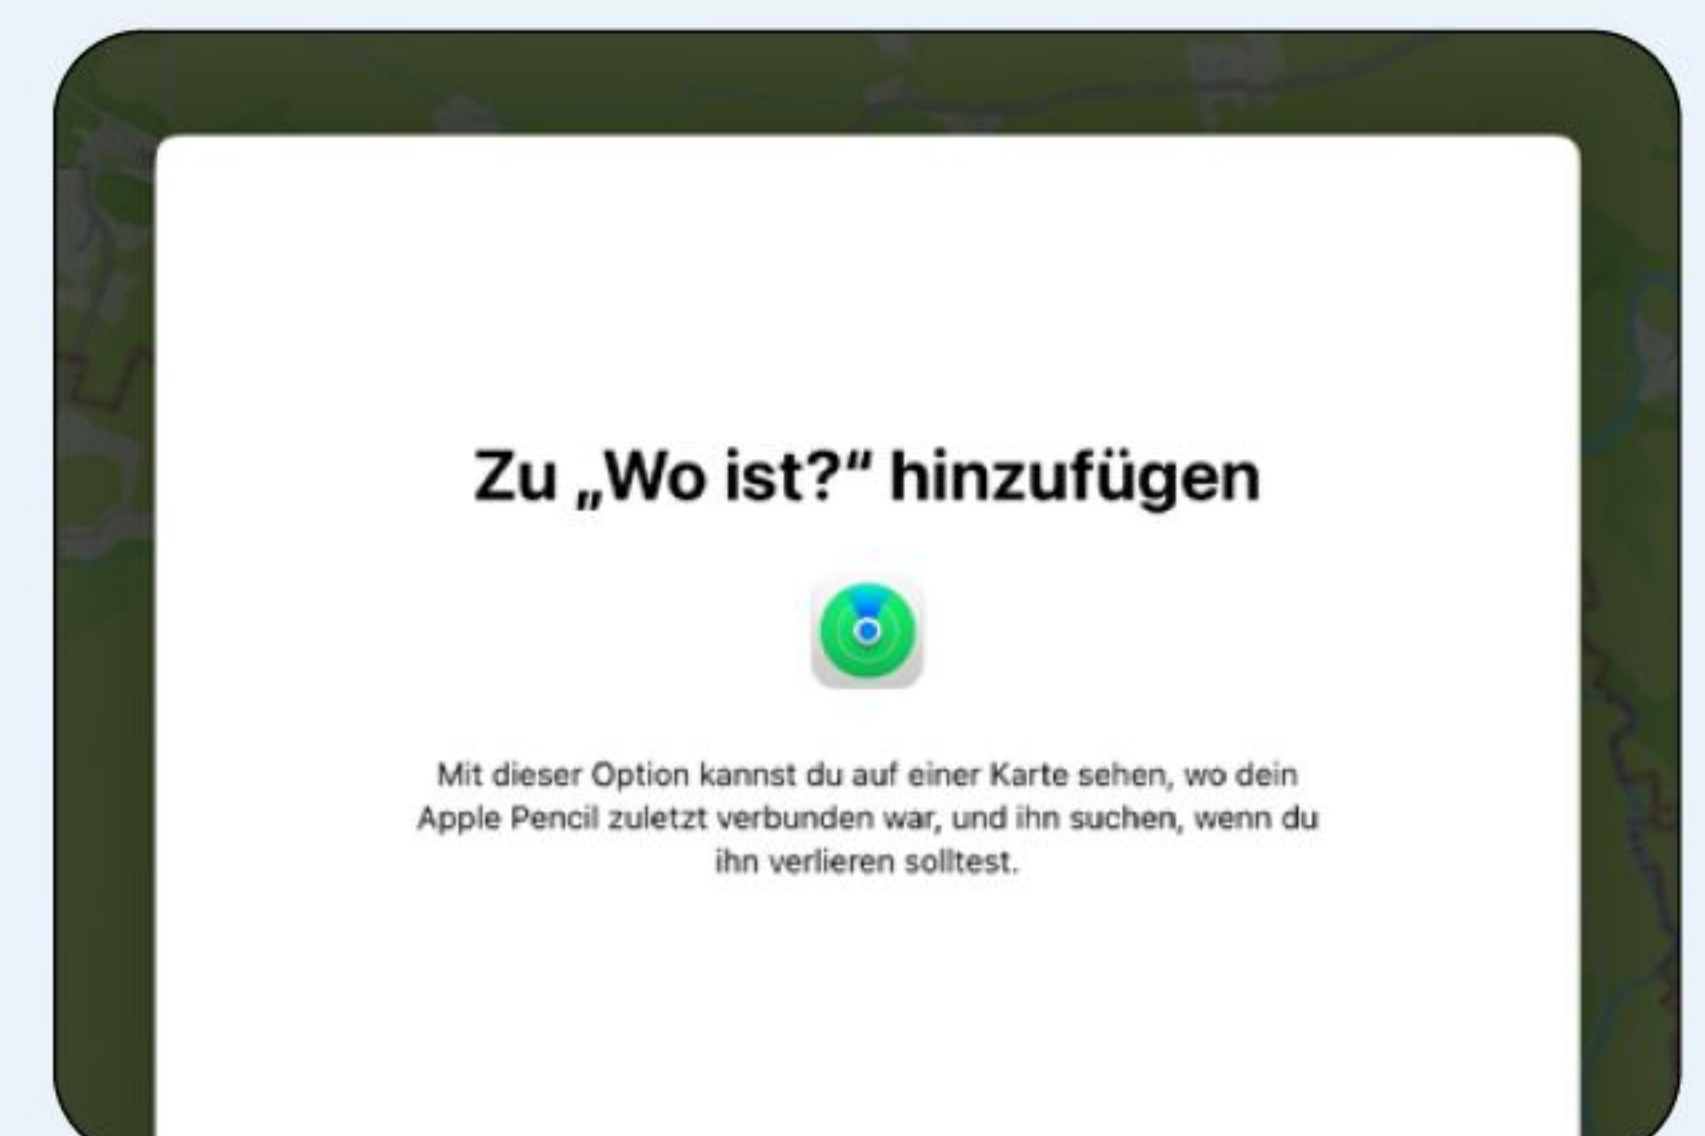 Zu „Wo ist?“ hinzufügen
Mit dieser Option kannst du auf einer Karte sehen, wo dein
Apple Pencil zuletzt verbunden war, und ihn suchen, wenn du
ihn verlieren solltest.